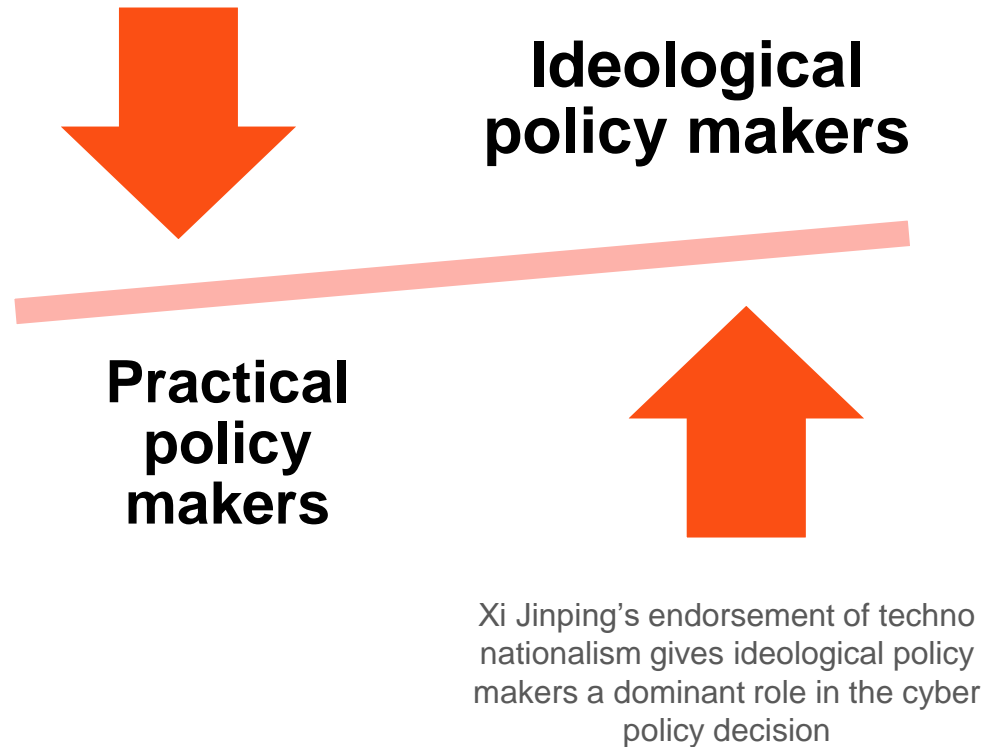 Ideological
policy makers
Practical
policy
makers
Xi Jinping’s endorsement of techno
nationalism gives ideological policy
makers a dominant role in the cyber
policy decision